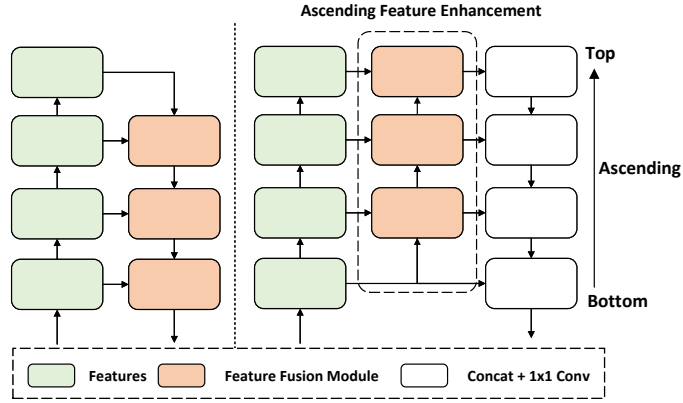 Ascending Feature Enhancement
Top
Ascending
Bottom
Features
Feature Fusion Module
Concat + 1x1 Conv